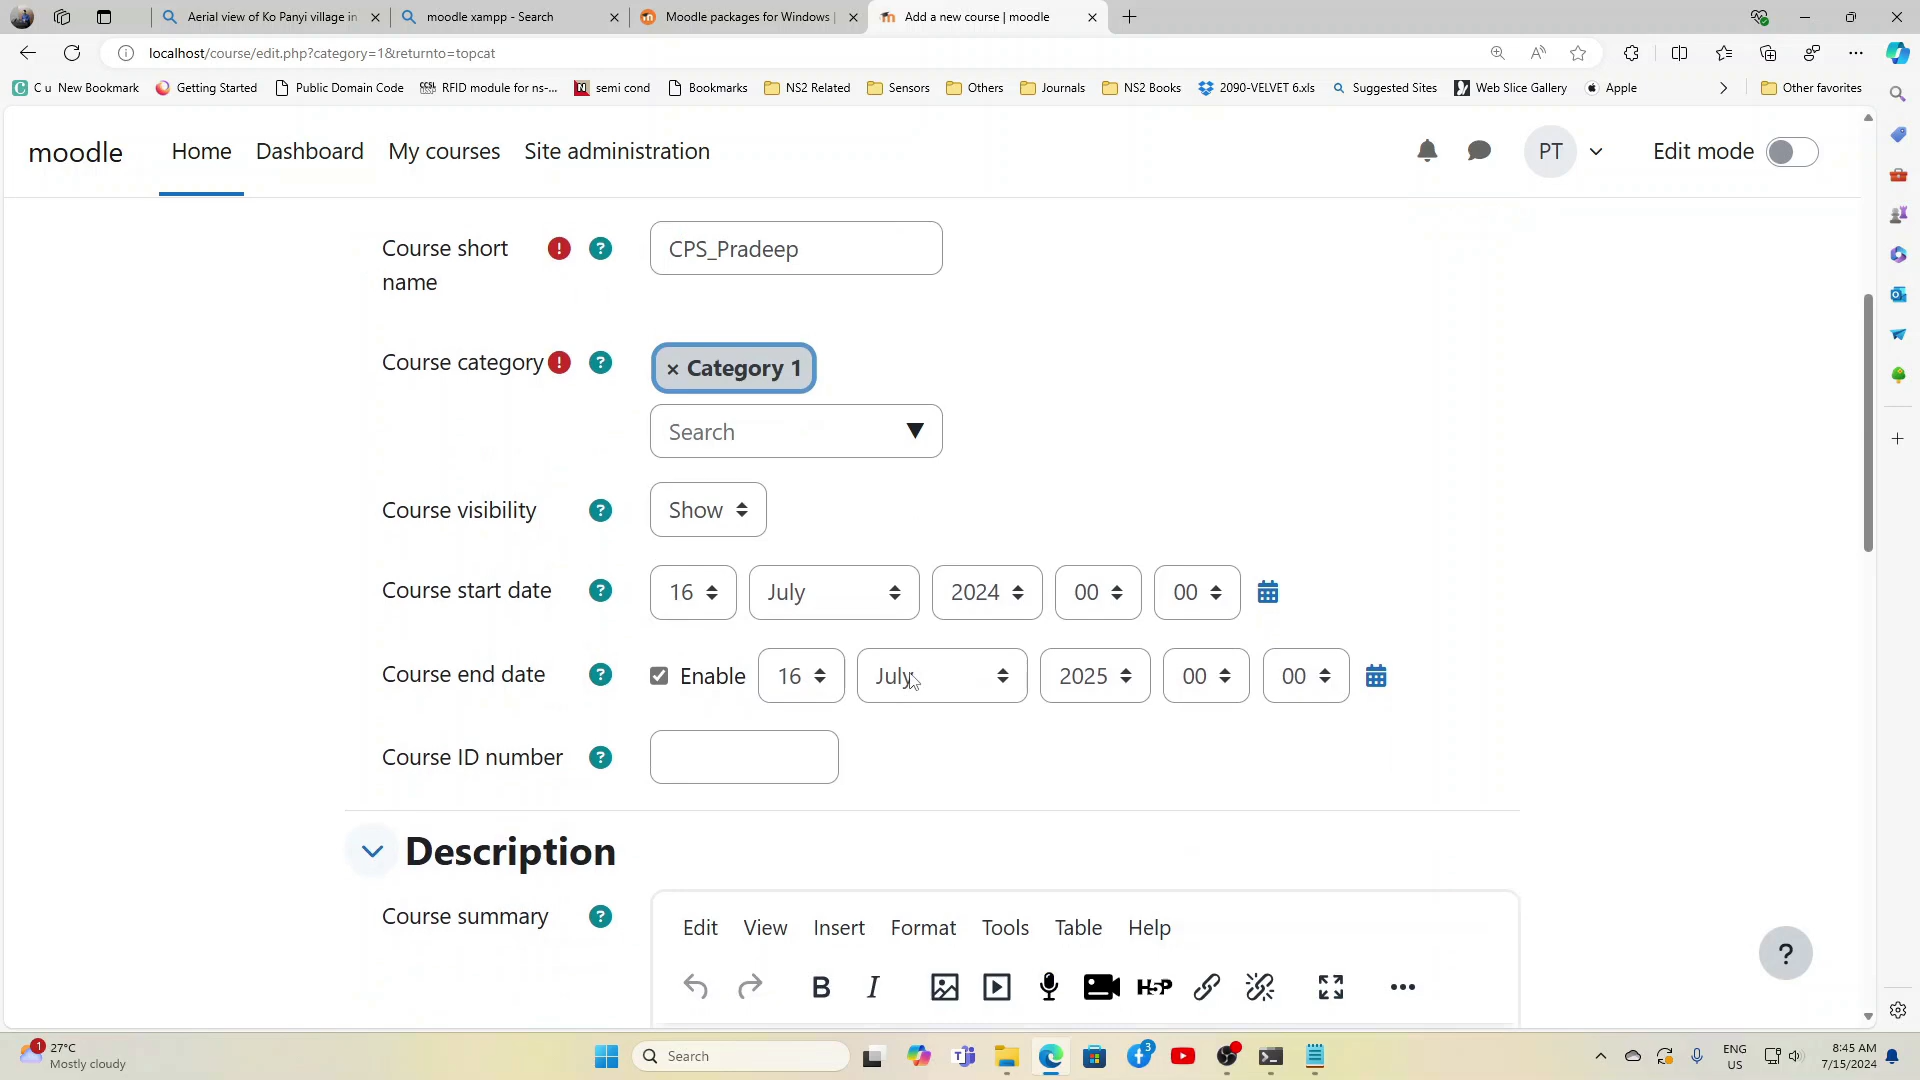 Aerial view of Ko Panyi village in
moodle xampp - Search
Moodle packages for Windows |
Add a new course | moodle
localhost/course/edit.php?category=1&returnto=topcat
C u New Bookmark
Getting Started
Public Domain Code
RFID module for ns-...
semi cond
Bookmarks
NS2 Related
Sensors
Others
Journals
NS2 Books
2090-VELVET 6.xls
Suggested Sites
Web Slice Gallery
Apple
Other favorites
moodle
Home
Dashboard
My courses
Site administration
PT
Edit mode
Course short
name
CPS_Pradeep
Course category
× Category 1
Search
Course visibility
Show
Course start date
16
July
2024
00
00
Course end date
Enable
16
July
2025
00
00
Course ID number
Description
Course summary
Edit
View
Insert
Format
Tools
Table
Help
B
I
H5P
?
1
27°C
Mostly cloudy
Search
3
ENG
US
8:45 AM
7/15/2024